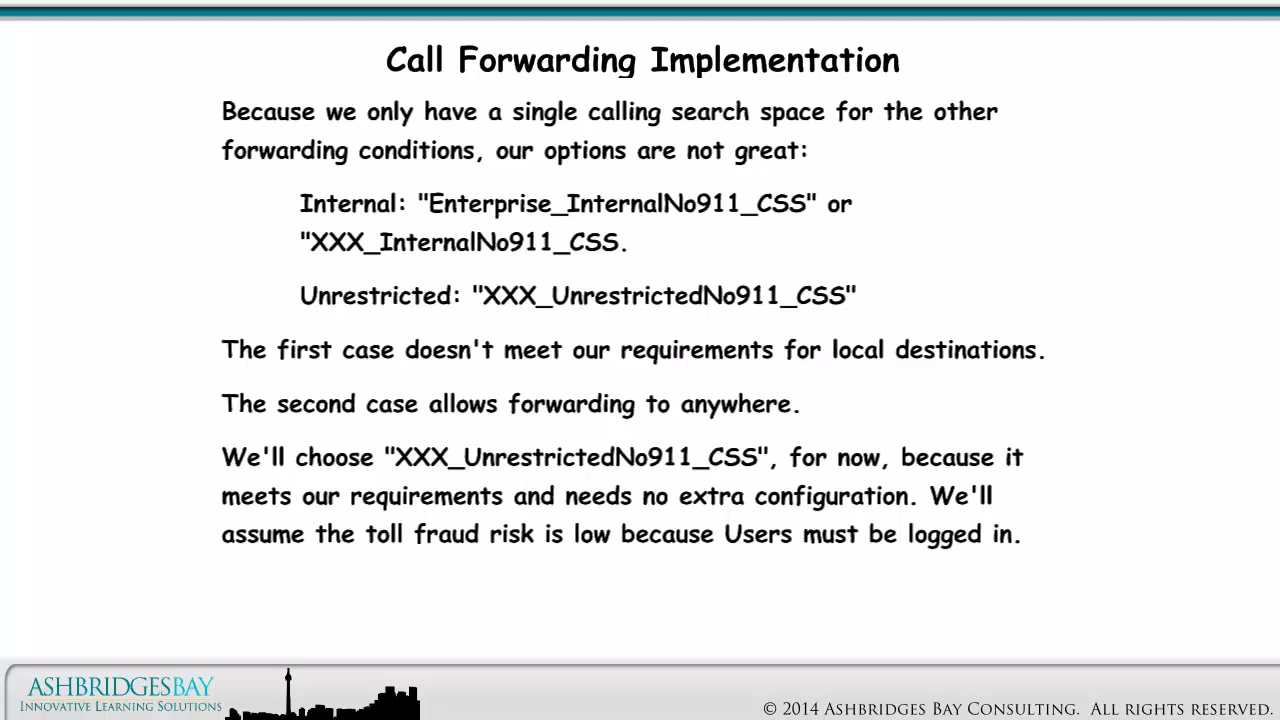 Call Forwarding Implementation
Because we only have a single calling search space for the other
forwarding conditions, our options are not great:
Internal: "Enterprise_InternalNo911_CSS" or
"XXX_InternalNo911_CSS.
Unrestricted: "XXX_UnrestrictedNo911_CSS"
The first case doesn't meet our requirements for local destinations.
The second case allows forwarding to anywhere.
We'll choose "XXX_UnrestrictedNo911_CSS", for now, because it
meets our requirements and needs no extra configuration. We'll
assume the toll fraud risk is low because Users must be logged in.
ASHBRIDGESBAY
INNOVATIVE LEARNING SOLUTIONS
© 2014 ASHBRIDGES BAY CONSULTING. ALL RIGHTS RESERVED.